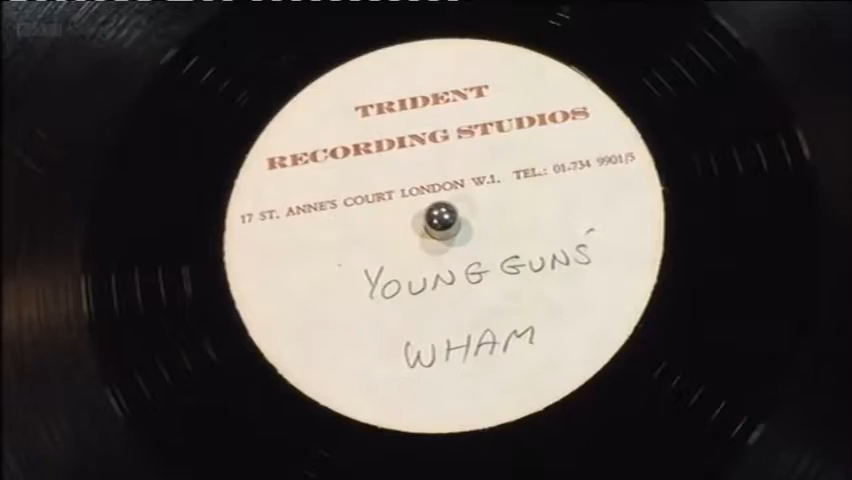 TRIDENT
RECORDING STUDIOS
17 ST. ANNE'S COURT LONDON W.1. TEL.: 01-734 9901/5
"YOUNG GUNS"
WHAM